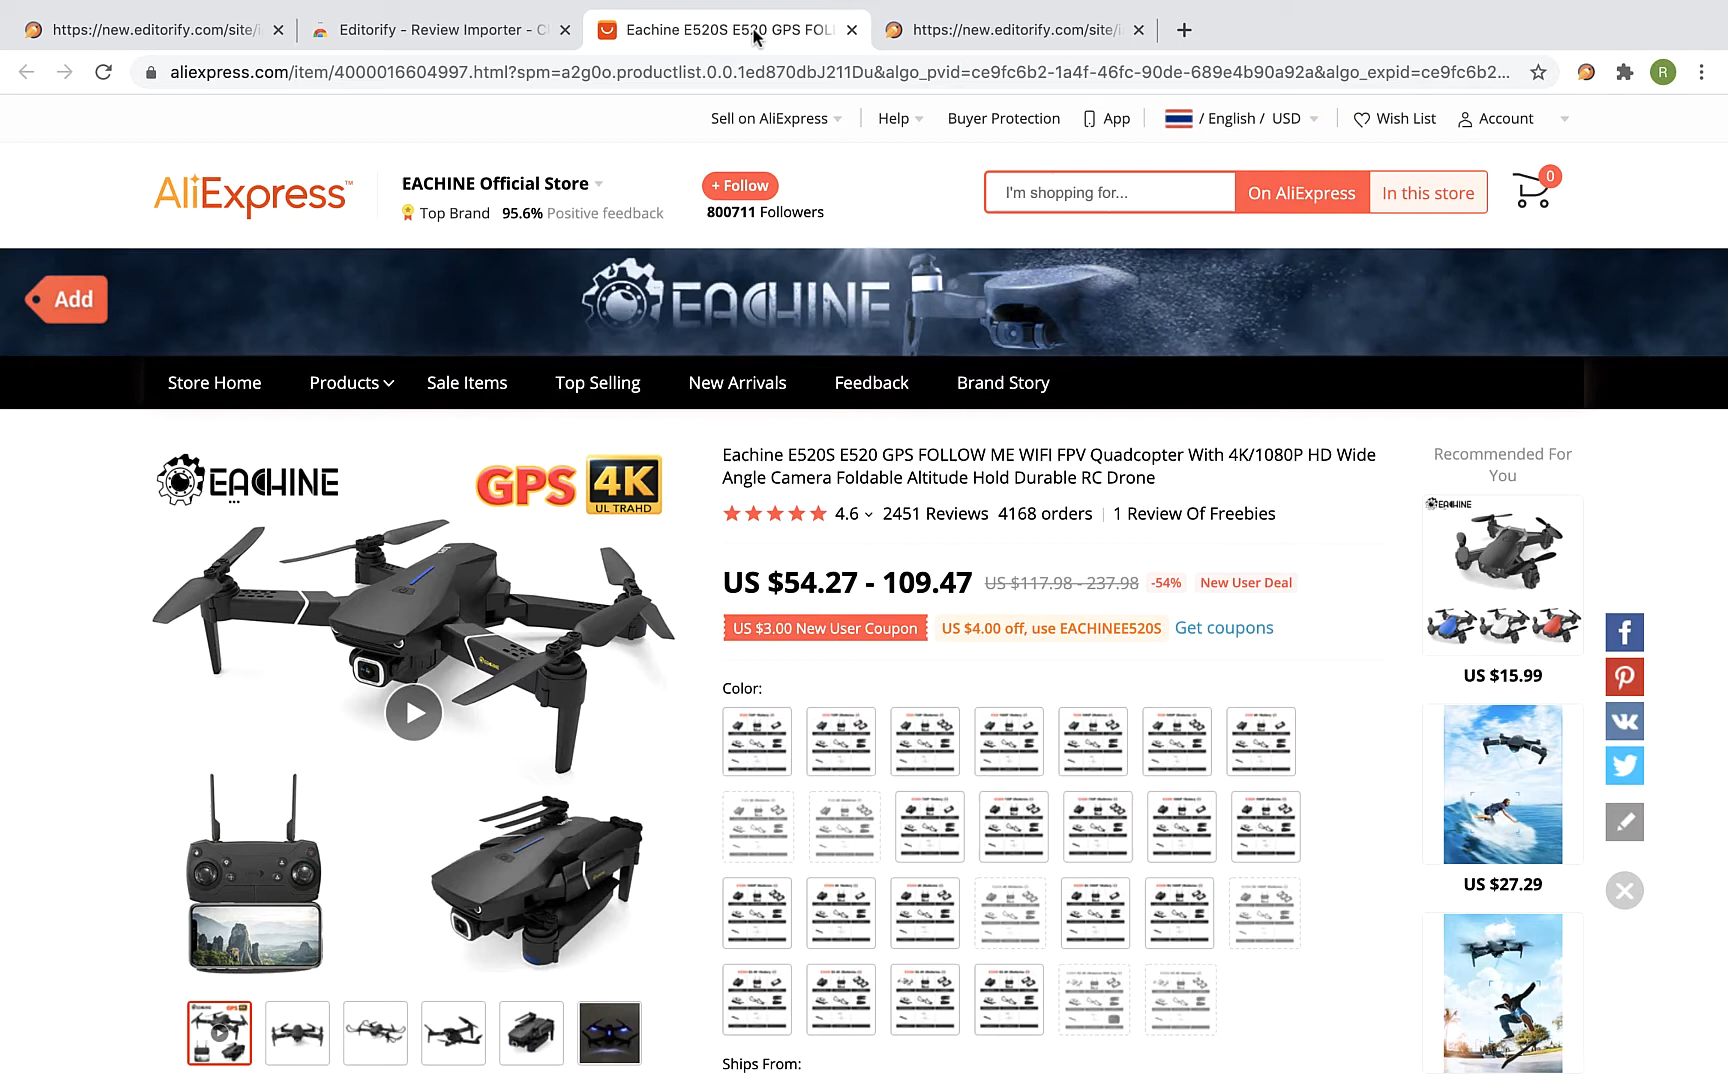 https://new.editorify.com/site/i
Editorify - Review Importer - C
Eachine E520S E520 GPS FOLL
https://new.editorify.com/site/i
aliexpress.com/item/4000016604997.html?spm=a2g0o.productlist.0.0.1ed870dbJ211Du&algo_pvid=ce9fc6b2-1a4f-46fc-90de-689e4b90a92a&algo_expid=ce9fc6b2...
R
Sell on AliExpress
Help
Buyer Protection
App
/ English / USD
Wish List
Account
AliExpress™
EACHINE Official Store
Top Brand 95.6% Positive feedback
+ Follow
800711 Followers
I'm shopping for...
On AliExpress
In this store
0
Add
EACHINE
Store Home
Products
Sale Items
Top Selling
New Arrivals
Feedback
Brand Story
EACHINE
GPS 4K
UL TRAHD
Eachine E520S E520 GPS FOLLOW ME WIFI FPV Quadcopter With 4K/1080P HD Wide
Angle Camera Foldable Altitude Hold Durable RC Drone
4.6 2451 Reviews 4168 orders | 1 Review Of Freebies
US $54.27 - 109.47 US $117.98 - 237.98 -54% New User Deal
US $3.00 New User Coupon US $4.00 off, use EACHINEE520S Get coupons
Color:
Ships From:
Recommended For
You
EACHINE
US $15.99
US $27.29